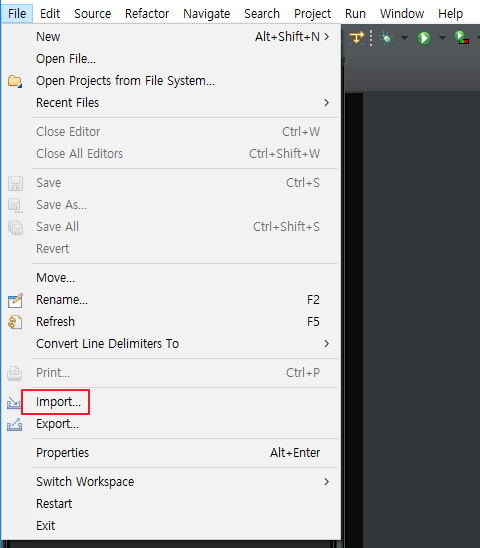 File Edit Source Refactor Navigate Search Project Run Window Help
New Alt+Shift+N >
Open File...
Open Projects from File System...
Recent Files >
Close Editor Ctrl+W
Close All Editors Ctrl+Shift+W
Save Ctrl+S
Save As...
Save All Ctrl+Shift+S
Revert
Move...
Rename... F2
Refresh F5
Convert Line Delimiters To >
Print... Ctrl+P
Import...
Export...
Properties Alt+Enter
Switch Workspace >
Restart
Exit